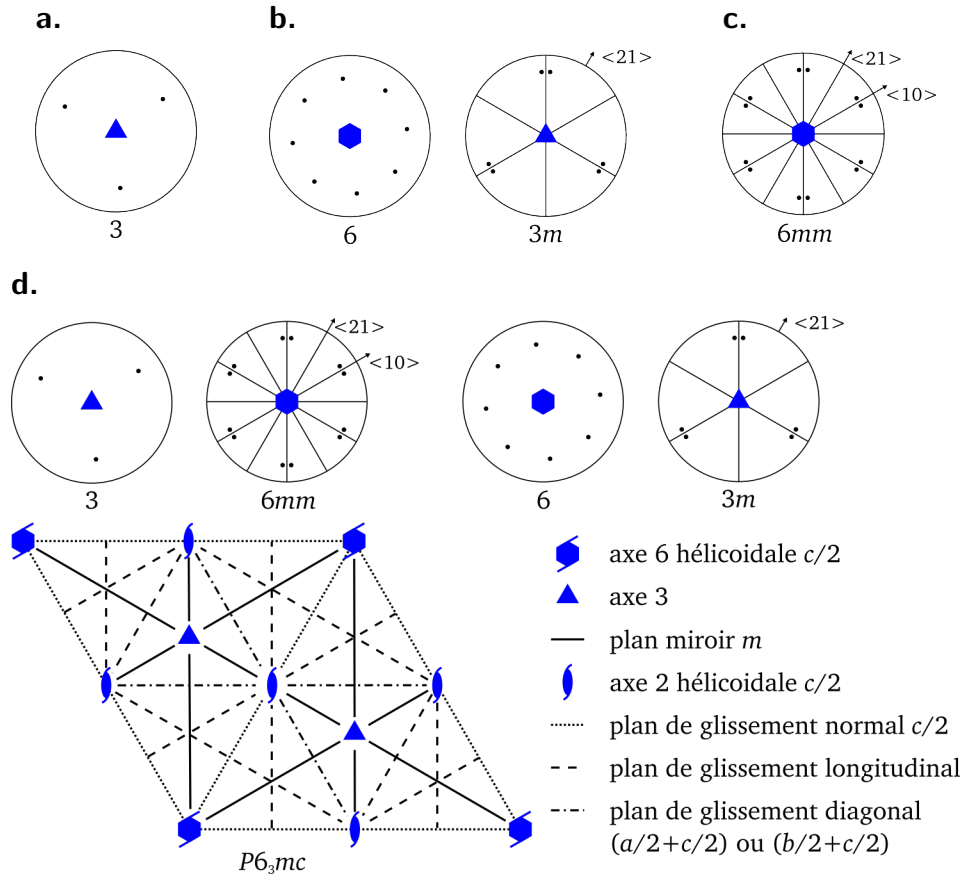 a.
b.
c.
3
6
<21>
3m
<21>
<10>
6mm
d.
3
<21>
<10>
6mm
6
<21>
3m
axe 6 hélicoidale c/2
axe 3
plan miroir m
axe 2 hélicoidale c/2
plan de glissement normal c/2
plan de glissement longitudinal
plan de glissement diagonal
(a/2+c/2) ou (b/2+c/2)
P6₃mc